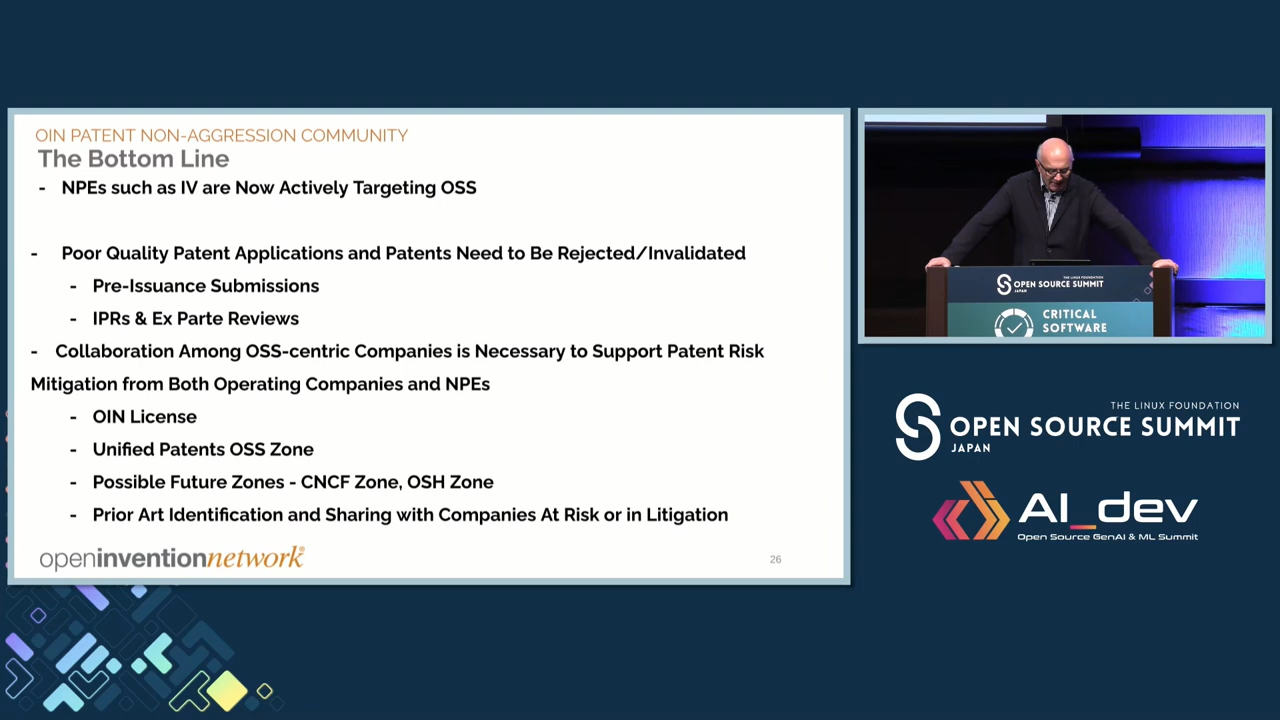 OIN PATENT NON-AGGRESSION COMMUNITY
The Bottom Line
- NPEs such as IV are Now Actively Targeting OSS
- Poor Quality Patent Applications and Patents Need to Be Rejected/Invalidated
- Pre-Issuance Submissions
- IPRs & Ex Parte Reviews
- Collaboration Among OSS-centric Companies is Necessary to Support Patent Risk
Mitigation from Both Operating Companies and NPEs
- OIN License
- Unified Patents OSS Zone
- Possible Future Zones - CNCF Zone, OSH Zone
- Prior Art Identification and Sharing with Companies At Risk or in Litigation
openinventionnetwork®
26
THE LINUX FOUNDATION
OPEN SOURCE SUMMIT
JAPAN
CRITICAL
SOFTWARE
THE LINUX FOUNDATION
OPEN SOURCE SUMMIT
JAPAN
AI_dev
Open Source GenAI & ML Summit